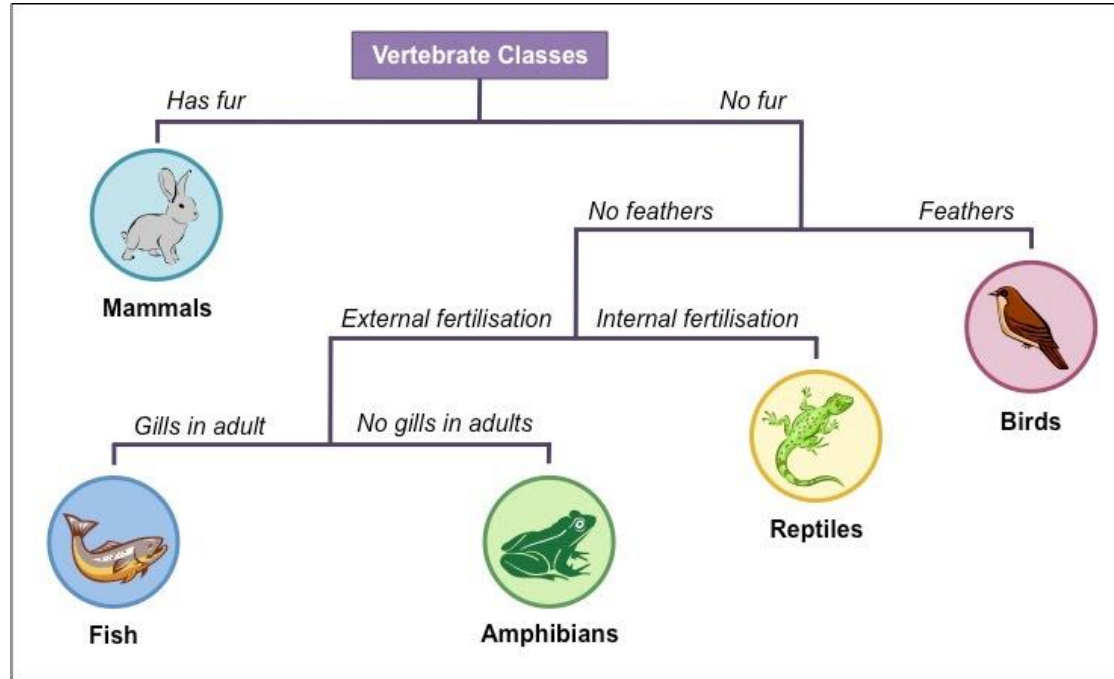 Vertebrate Classes
Has fur
No fur
No feathers
Feathers
Mammals
External fertilisation
Internal fertilisation
Birds
Gills in adult
No gills in adults
Reptiles
Fish
Amphibians